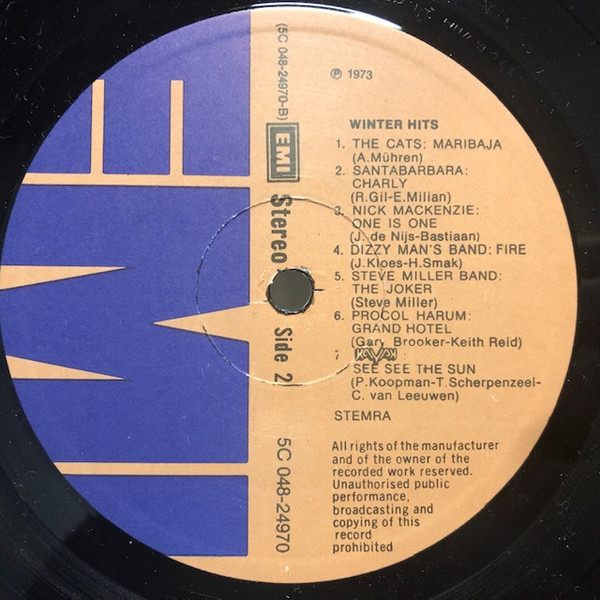 ℗ 1973
WINTER HITS
1. THE CATS: MARIBAJA
(A.Mühren)
2. SANTABARBARA:
CHARLY
(R.Gil-E.Milian)
3. NICK MACKENZIE:
ONE IS ONE
(J. de Nijs-Bastiaan)
4. DIZZY MAN'S BAND: FIRE
(J.Kloes-H.Smak)
5. STEVE MILLER BAND:
THE JOKER
(Steve Miller)
6. PROCOL HARUM:
GRAND HOTEL
(Gary Brooker-Keith Reid)
7 KAYAK
SEE SEE THE SUN
(P.Koopman-T.Scherpenzeel-
C. van Leeuwen)
STEMRA
All rights of the manufacturer
and of the owner of the
recorded work reserved.
Unauthorised public
performance,
broadcasting and
copying of this
record
prohibited
(5C 048-24970-B)
EMI Stereo Side 2 5C 048-24970
EMI